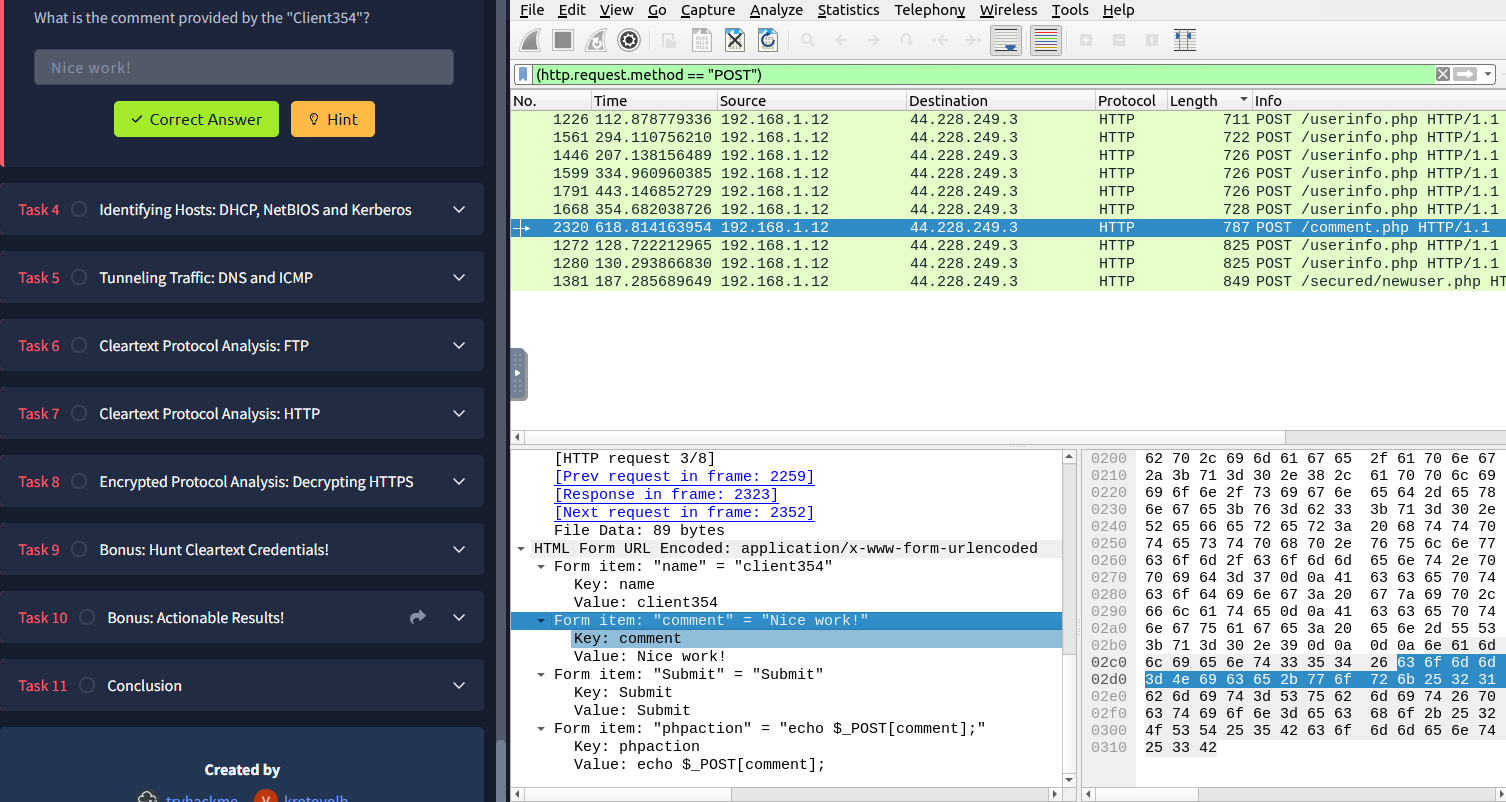 What is the comment provided by the "Client354"?
Nice work!
Correct Answer
Hint
Task 4 Identifying Hosts: DHCP, NetBIOS and Kerberos
Task 5 Tunneling Traffic: DNS and ICMP
Task 6 Cleartext Protocol Analysis: FTP
Task 7 Cleartext Protocol Analysis: HTTP
Task 8 Encrypted Protocol Analysis: Decrypting HTTPS
Task 9 Bonus: Hunt Cleartext Credentials!
Task 10 Bonus: Actionable Results!
Task 11 Conclusion
Created by
tryhackme
File Edit View Go Capture Analyze Statistics Telephony Wireless Tools Help
(http.request.method == "POST")
No. Time Source Destination Protocol Length Info
1226 112.878779336 192.168.1.12 44.228.249.3 HTTP 711 POST /userinfo.php HTTP/1.1
1561 294.110756210 192.168.1.12 44.228.249.3 HTTP 722 POST /userinfo.php HTTP/1.1
1446 207.138156489 192.168.1.12 44.228.249.3 HTTP 726 POST /userinfo.php HTTP/1.1
1599 334.960960385 192.168.1.12 44.228.249.3 HTTP 726 POST /userinfo.php HTTP/1.1
1791 443.146852729 192.168.1.12 44.228.249.3 HTTP 726 POST /userinfo.php HTTP/1.1
1668 354.682038726 192.168.1.12 44.228.249.3 HTTP 728 POST /userinfo.php HTTP/1.1
2320 618.814163954 192.168.1.12 44.228.249.3 HTTP 787 POST /comment.php HTTP/1.1
1272 128.722212965 192.168.1.12 44.228.249.3 HTTP 825 POST /userinfo.php HTTP/1.1
1280 130.293866830 192.168.1.12 44.228.249.3 HTTP 825 POST /userinfo.php HTTP/1.1
1381 187.285689649 192.168.1.12 44.228.249.3 HTTP 849 POST /secured/newuser.php HT
[HTTP request 3/8]
[Prev request in frame: 2259]
[Response in frame: 2323]
[Next request in frame: 2352]
File Data: 89 bytes
HTML Form URL Encoded: application/x-www-form-urlencoded
Form item: "name" = "client354"
Key: name
Value: client354
Form item: "comment" = "Nice work!"
Key: comment
Value: Nice work!
Form item: "Submit" = "Submit"
Key: Submit
Value: Submit
Form item: "phpaction" = "echo $_POST[comment];"
Key: phpaction
Value: echo $_POST[comment];
0200 62 70 2c 69 6d 61 67 65 2f 61 70 6e 67
0210 2a 3b 71 3d 30 2e 38 2c 61 70 70 6c 69
0220 69 6f 6e 2f 73 69 67 6e 65 64 2d 65 78
0230 6e 67 65 3b 76 3d 62 33 3b 71 3d 30 2e
0240 52 65 66 65 72 65 72 3a 20 68 74 74 70
0250 74 65 73 74 70 68 70 2e 76 75 6c 6e 77
0260 63 6f 6d 2f 63 6f 6d 6d 65 6e 74 2e 70
0270 70 69 64 3d 37 0d 0a 41 63 63 65 70 74
0280 63 6f 64 69 6e 67 3a 20 67 7a 69 70 2c
0290 66 6c 61 74 65 0d 0a 41 63 63 65 70 74
02a0 6e 67 75 61 67 65 3a 20 65 6e 2d 55 53
02b0 3b 71 3d 30 2e 39 0d 0a 0d 0a 6e 61 6d
02c0 6c 69 65 6e 74 33 35 34 26 63 6f 6d 6d
02d0 3d 4e 69 63 65 2b 77 6f 72 6b 25 32 31
02e0 62 6d 69 74 3d 53 75 62 6d 69 74 26 70
02f0 63 74 69 6f 6e 3d 65 63 68 6f 2b 25 32
0300 4f 53 54 25 35 42 63 6f 6d 6d 65 6e 74
0310 25 33 42